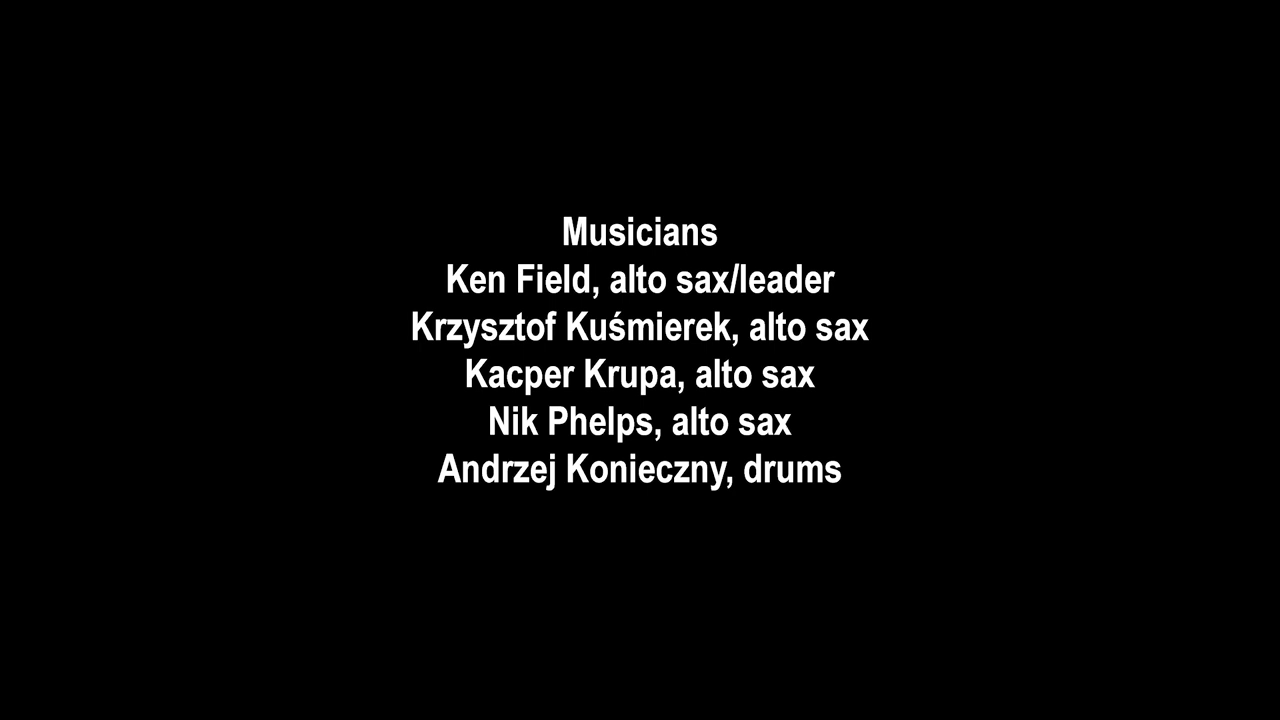 Musicians
Ken Field, alto sax/leader
Krzysztof Kuśmierek, alto sax
Kacper Krupa, alto sax
Nik Phelps, alto sax
Andrzej Konieczny, drums